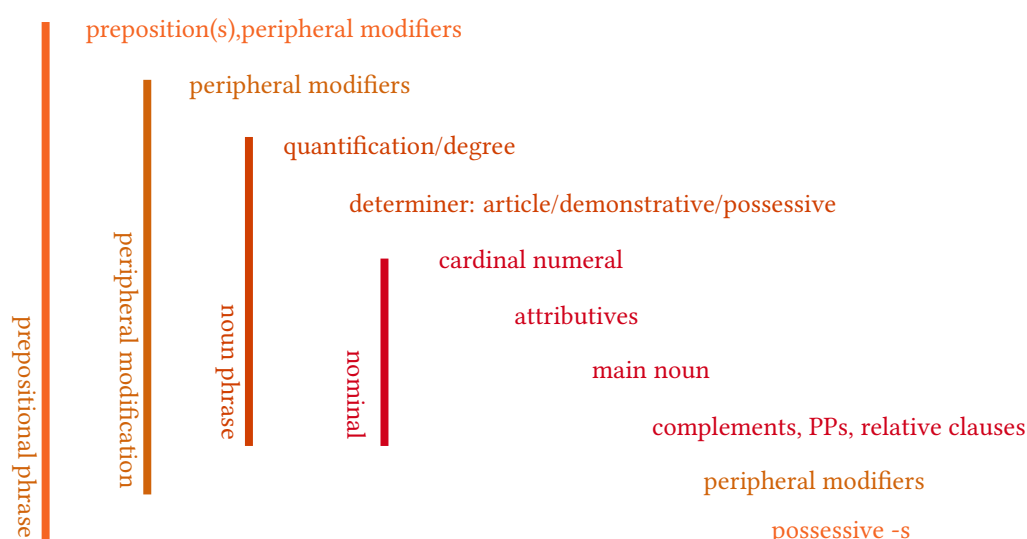 preposition(s),peripheral modifiers
peripheral modifiers
quantification/degree
determiner: article/demonstrative/possessive
cardinal numeral
attributives
main noun
complements, PPs, relative clauses
peripheral modifiers
possessive -s
prepositional phrase
peripheral modification
noun phrase
nominal